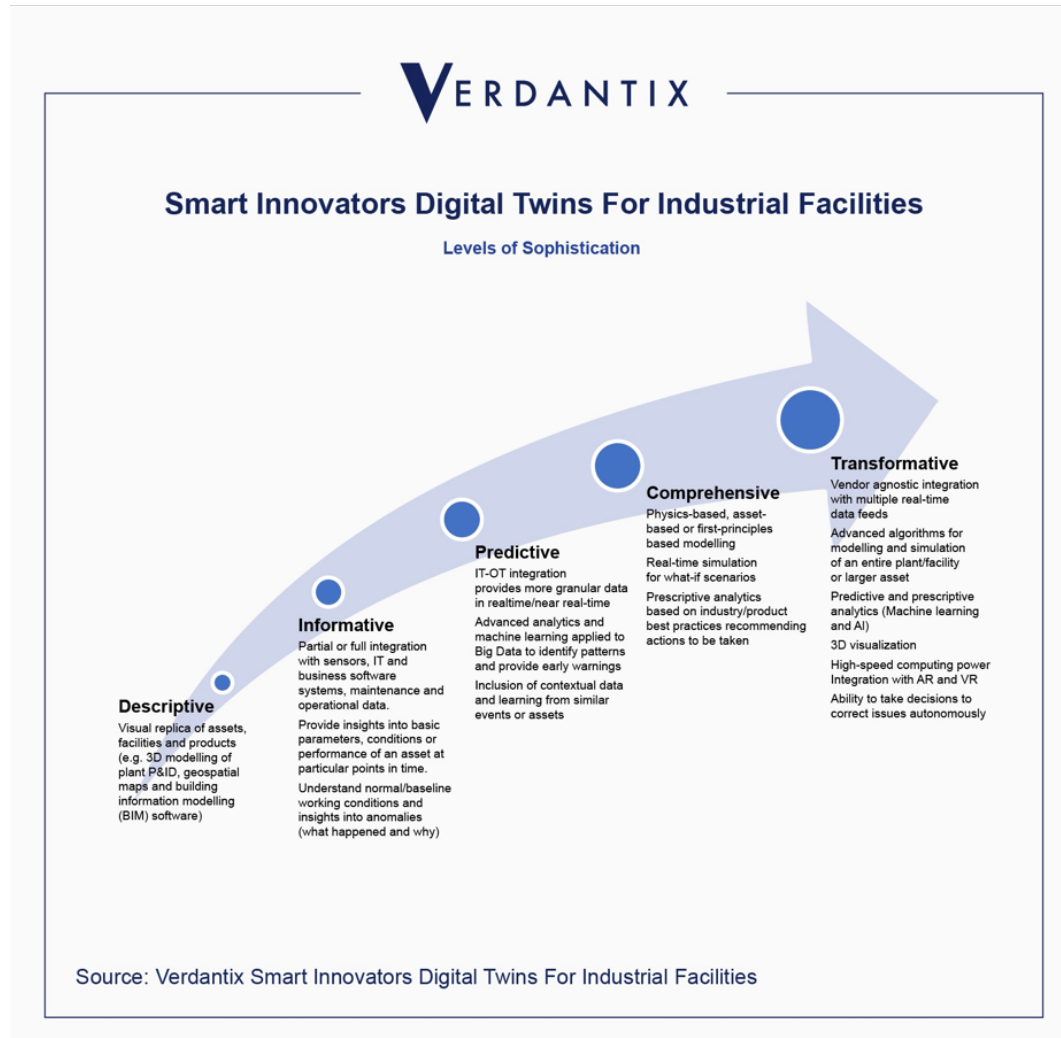 VERDANTIX
Smart Innovators Digital Twins For Industrial Facilities
Levels of Sophistication
Descriptive
Visual replica of assets,
facilities and products
(e.g. 3D modelling of
plant P&ID, geospatial
maps and building
information modelling
(BIM) software)
Informative
Partial or full integration
with sensors, IT and
business software
systems, maintenance and
operational data.
Provide insights into basic
parameters, conditions or
performance of an asset at
particular points in time.
Understand normal/baseline
working conditions and
insights into anomalies
(what happened and why)
Predictive
IT-OT integration
provides more granular data
in realtime/near real-time
Advanced analytics and
machine learning applied to
Big Data to identify patterns
and provide early warnings
Inclusion of contextual data
and learning from similar
events or assets
Comprehensive
Physics-based, asset-
based or first-principles
based modelling
Real-time simulation
for what-if scenarios
Prescriptive analytics
based on industry/product
best practices recommending
actions to be taken
Transformative
Vendor agnostic integration
with multiple real-time
data feeds
Advanced algorithms for
modelling and simulation
of an entire plant/facility
or larger asset
Predictive and prescriptive
analytics (Machine learning
and AI)
3D visualization
High-speed computing power
Integration with AR and VR
Ability to take decisions to
correct issues autonomously
Source: Verdantix Smart Innovators Digital Twins For Industrial Facilities